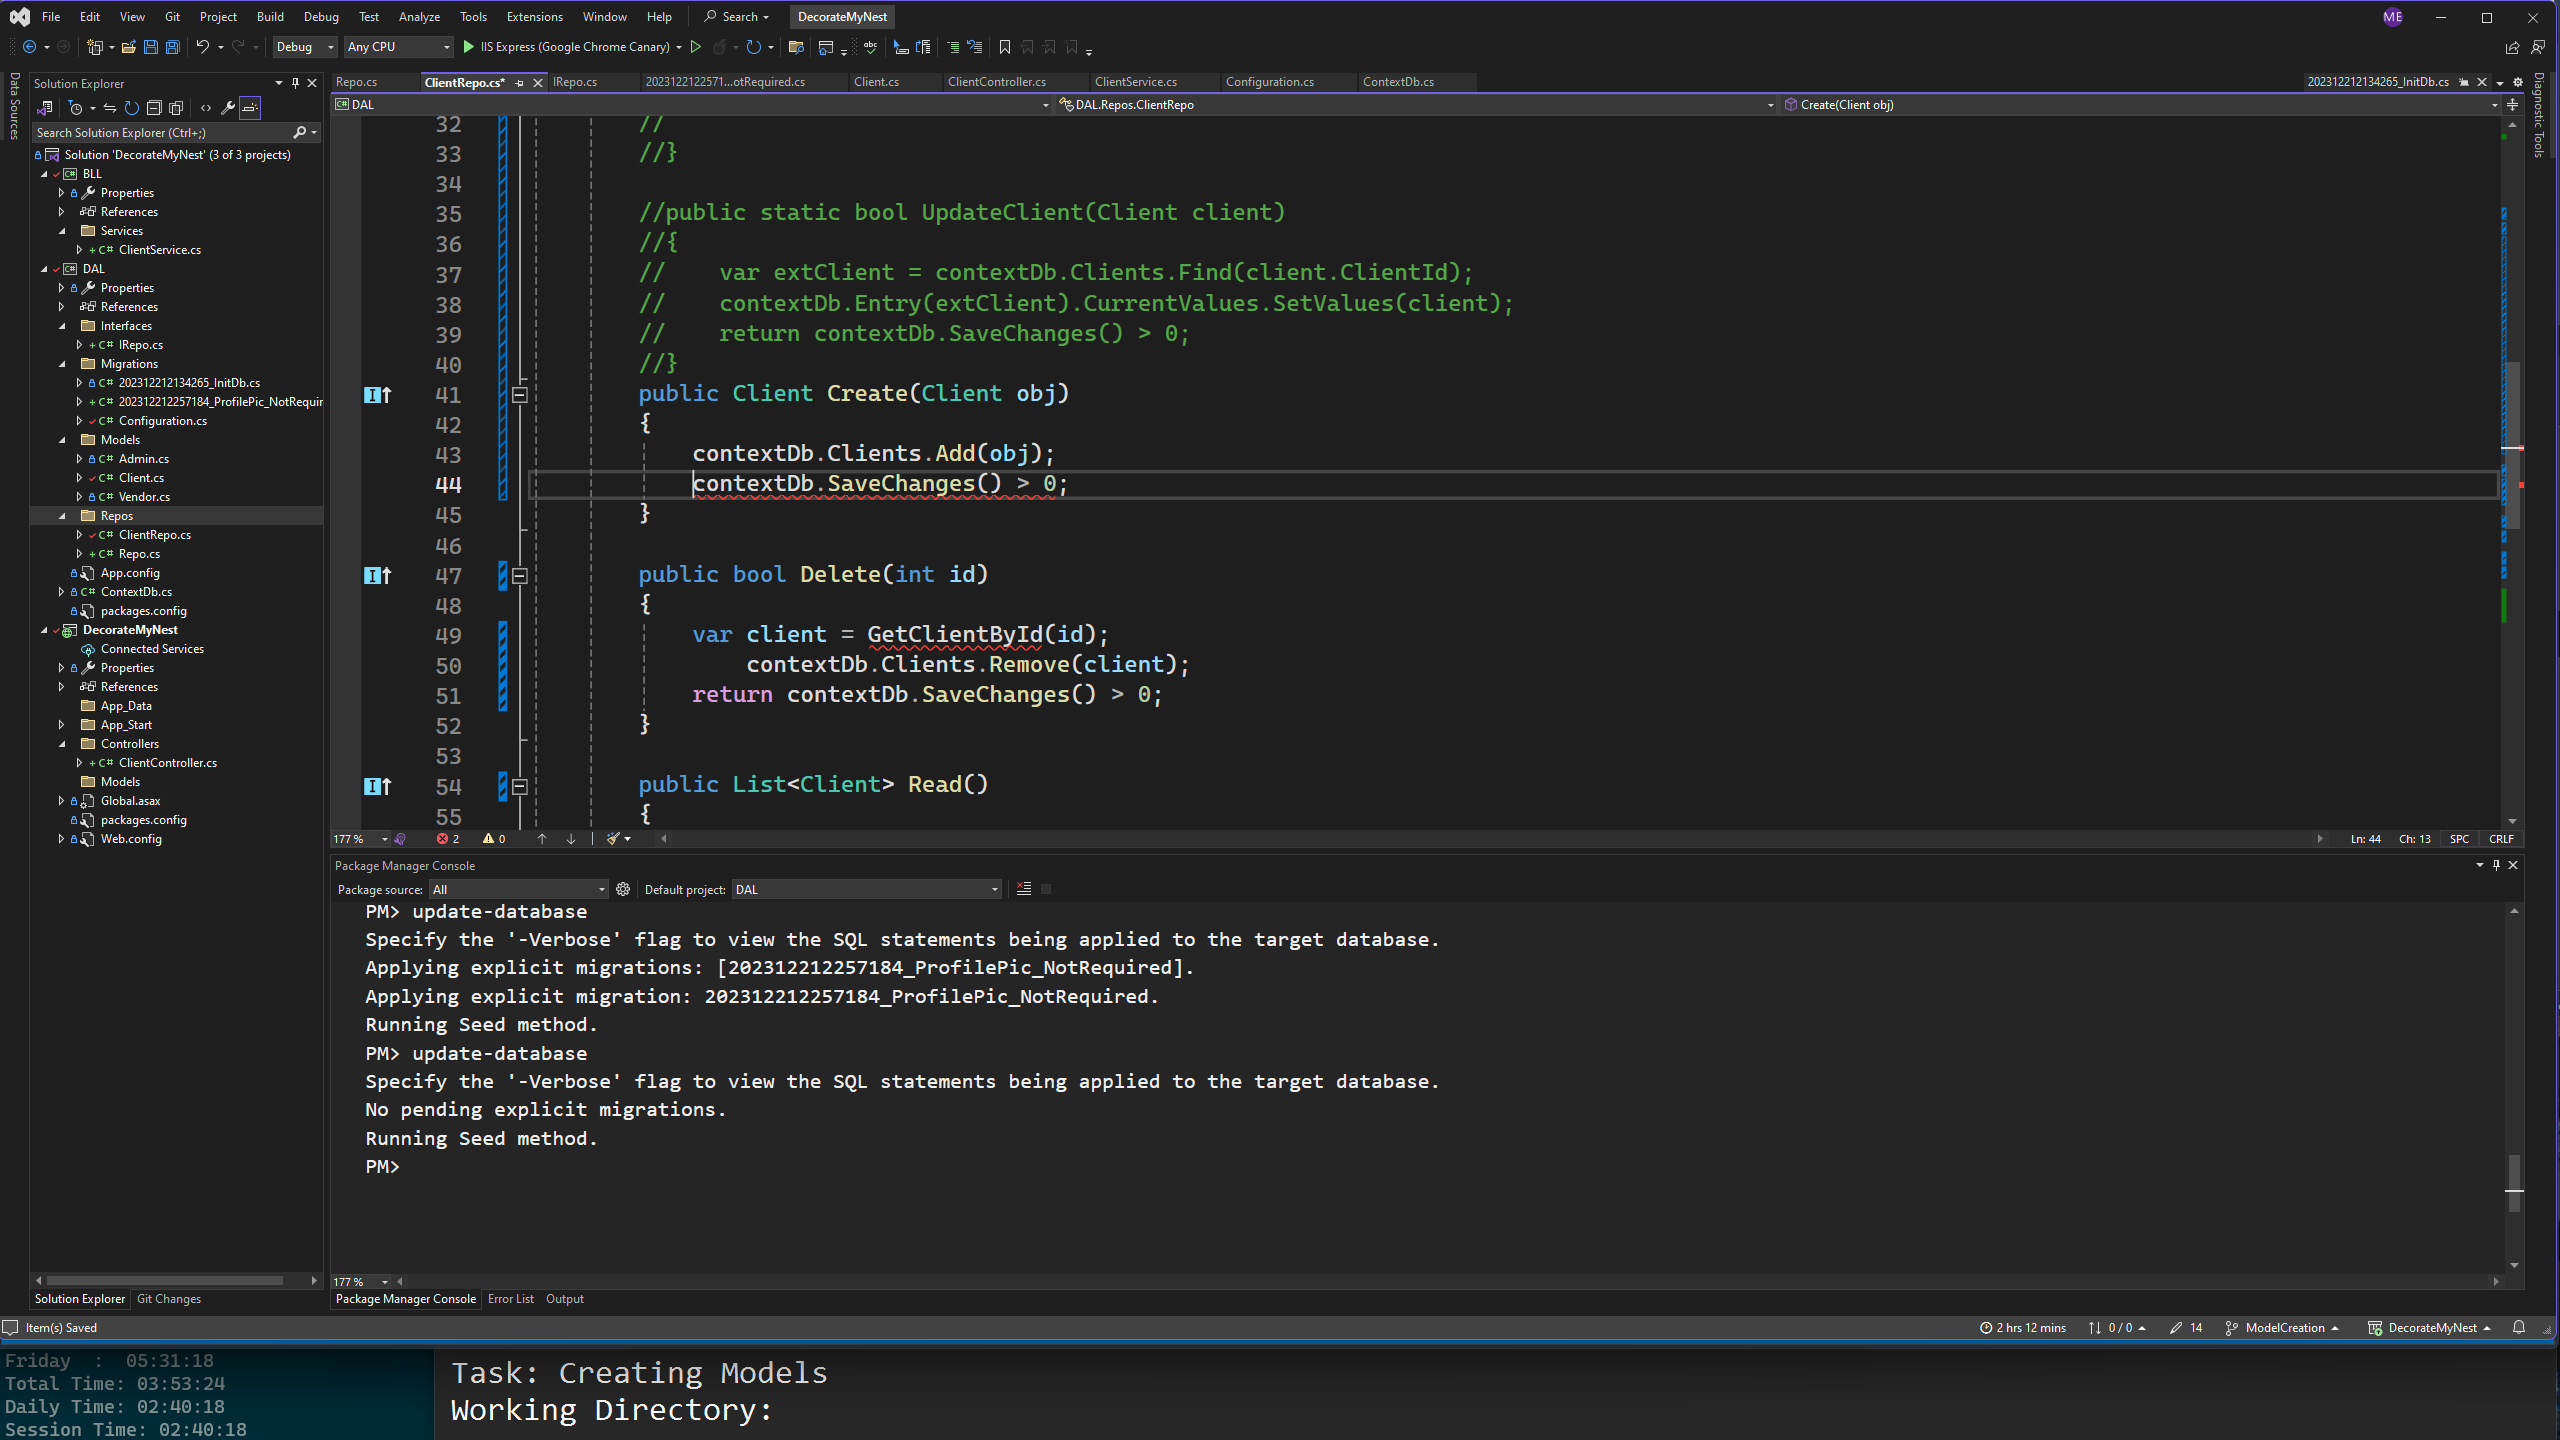 File Edit View Git Project Build Debug Test Analyze Tools Extensions Window Help Search DecorateMyNest ME
Debug Any CPU IIS Express (Google Chrome Canary)
Data Sources
Solution Explorer
Search Solution Explorer (Ctrl+;)
Solution 'DecorateMyNest' (3 of 3 projects)
BLL
Properties
References
Services
C# ClientService.cs
DAL
Properties
References
Interfaces
C# IRepo.cs
Migrations
C# 202312212134265_InitDb.cs
C# 202312212257184_ProfilePic_NotRequir
C# Configuration.cs
Models
C# Admin.cs
C# Client.cs
C# Vendor.cs
Repos
C# ClientRepo.cs
C# Repo.cs
App.config
C# ContextDb.cs
packages.config
DecorateMyNest
Connected Services
Properties
References
App_Data
App_Start
Controllers
C# ClientController.cs
Models
Global.asax
packages.config
Web.config
Solution Explorer Git Changes
Repo.cs ClientRepo.cs* IRepo.cs 2023122122571...otRequired.cs Client.cs ClientController.cs ClientService.cs Configuration.cs ContextDb.cs 202312212134265_InitDb.cs
Diagnostic Tools
DAL DAL.Repos.ClientRepo Create(Client obj)
32 //
33 //}
34
35 //public static bool UpdateClient(Client client)
36 //{
37 //    var extClient = contextDb.Clients.Find(client.ClientId);
38 //    contextDb.Entry(extClient).CurrentValues.SetValues(client);
39 //    return contextDb.SaveChanges() > 0;
40 //}
41 public Client Create(Client obj)
42 {
43     contextDb.Clients.Add(obj);
44     contextDb.SaveChanges() > 0;
45 }
46
47 public bool Delete(int id)
48 {
49     var client = GetClientById(id);
50         contextDb.Clients.Remove(client);
51     return contextDb.SaveChanges() > 0;
52 }
53
54 public List<Client> Read()
55 {
177 % 2 0 Ln: 44 Ch: 13 SPC CRLF
Package Manager Console
Package source: All Default project: DAL
PM> update-database
Specify the '-Verbose' flag to view the SQL statements being applied to the target database.
Applying explicit migrations: [202312212257184_ProfilePic_NotRequired].
Applying explicit migration: 202312212257184_ProfilePic_NotRequired.
Running Seed method.
PM> update-database
Specify the '-Verbose' flag to view the SQL statements being applied to the target database.
No pending explicit migrations.
Running Seed method.
PM>
177 %
Package Manager Console Error List Output
Item(s) Saved 2 hrs 12 mins 0 / 0 14 ModelCreation DecorateMyNest
Friday  :  05:31:18
Total Time: 03:53:24
Daily Time: 02:40:18
Session Time: 02:40:18
Task: Creating Models
Working Directory: